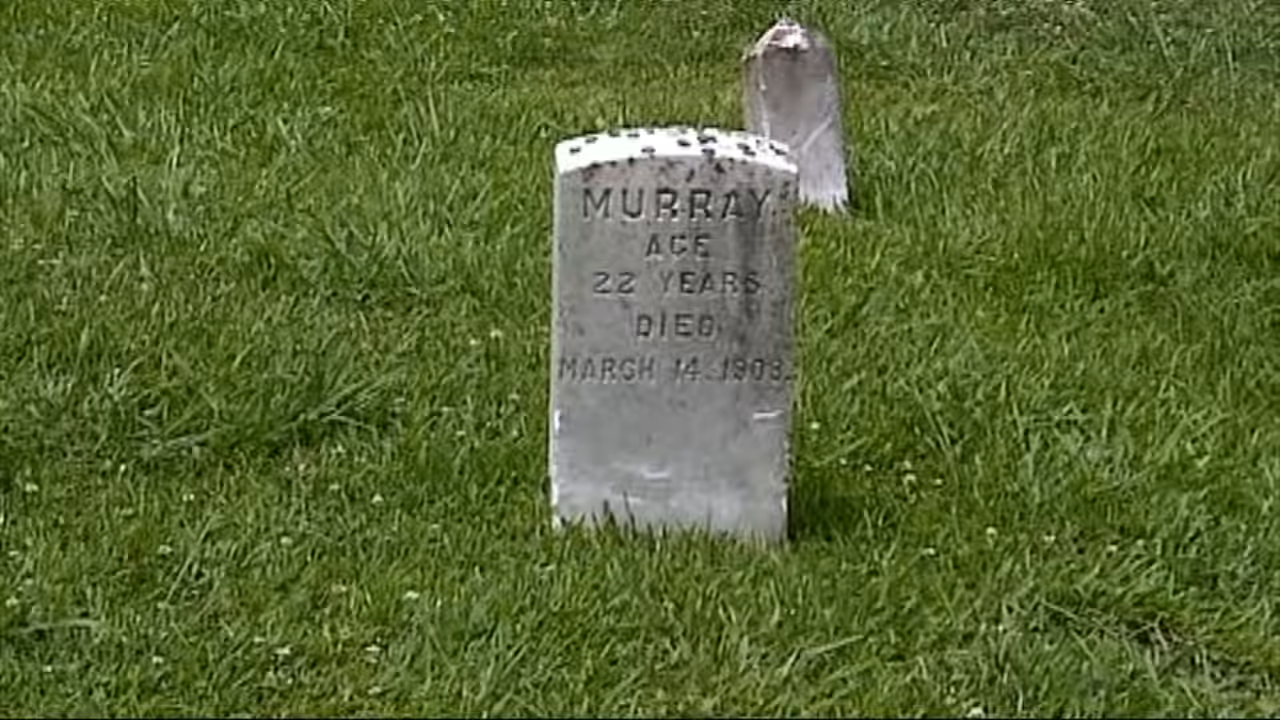 MURRAY.
AGE
22 YEARS
DIED
MARCH 14. 1903.